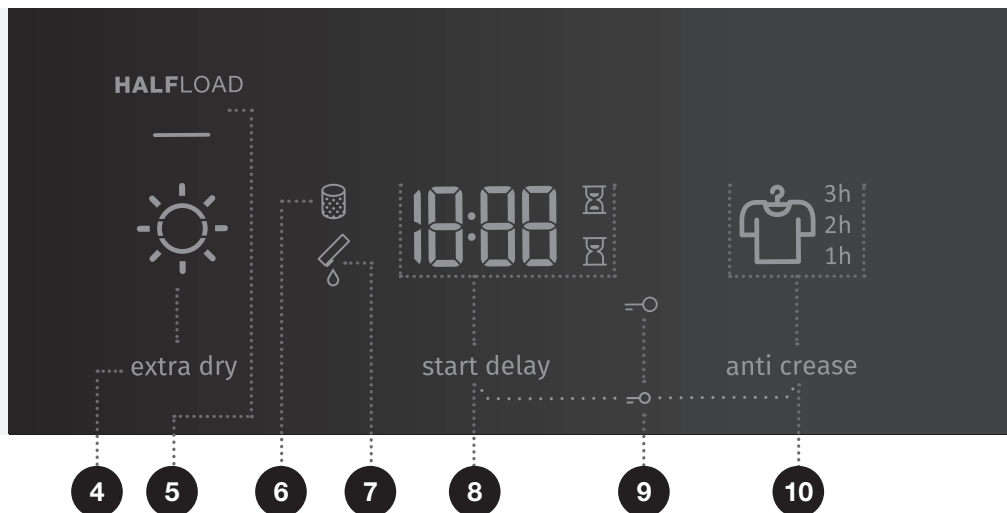 HALFLOAD
18:88
3h
2h
1h
extra dry
start delay
anti crease
4
5
6
7
8
9
10